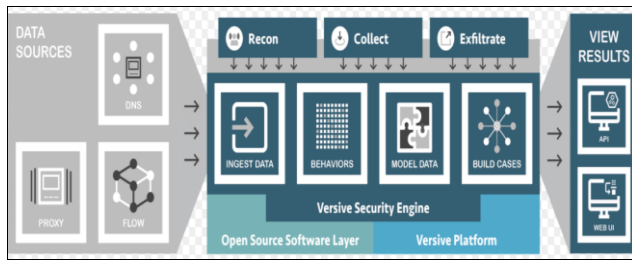 DATA
SOURCES
DNS
PROXY
FLOW
Recon
Collect
Exfiltrate
INGEST DATA
BEHAVIORS
MODEL DATA
BUILD CASES
Versive Security Engine
Open Source Software Layer
Versive Platform
VIEW
RESULTS
API
WEB UI